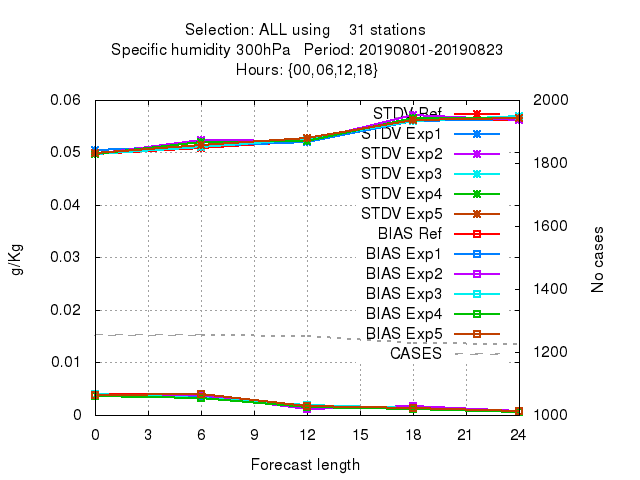 Selection: ALL using    31 stations
Specific humidity 300hPa   Period: 20190801-20190823
Hours: {00,06,12,18}
0.06
0.05
0.04
0.03
0.02
0.01
0
g/Kg
STDV Ref
STDV Exp1
STDV Exp2
STDV Exp3
STDV Exp4
STDV Exp5
BIAS Ref
BIAS Exp1
BIAS Exp2
BIAS Exp3
BIAS Exp4
BIAS Exp5
CASES
2000
1800
1600
1400
1200
1000
No cases
0 3 6 9 12 15 18 21 24
Forecast length